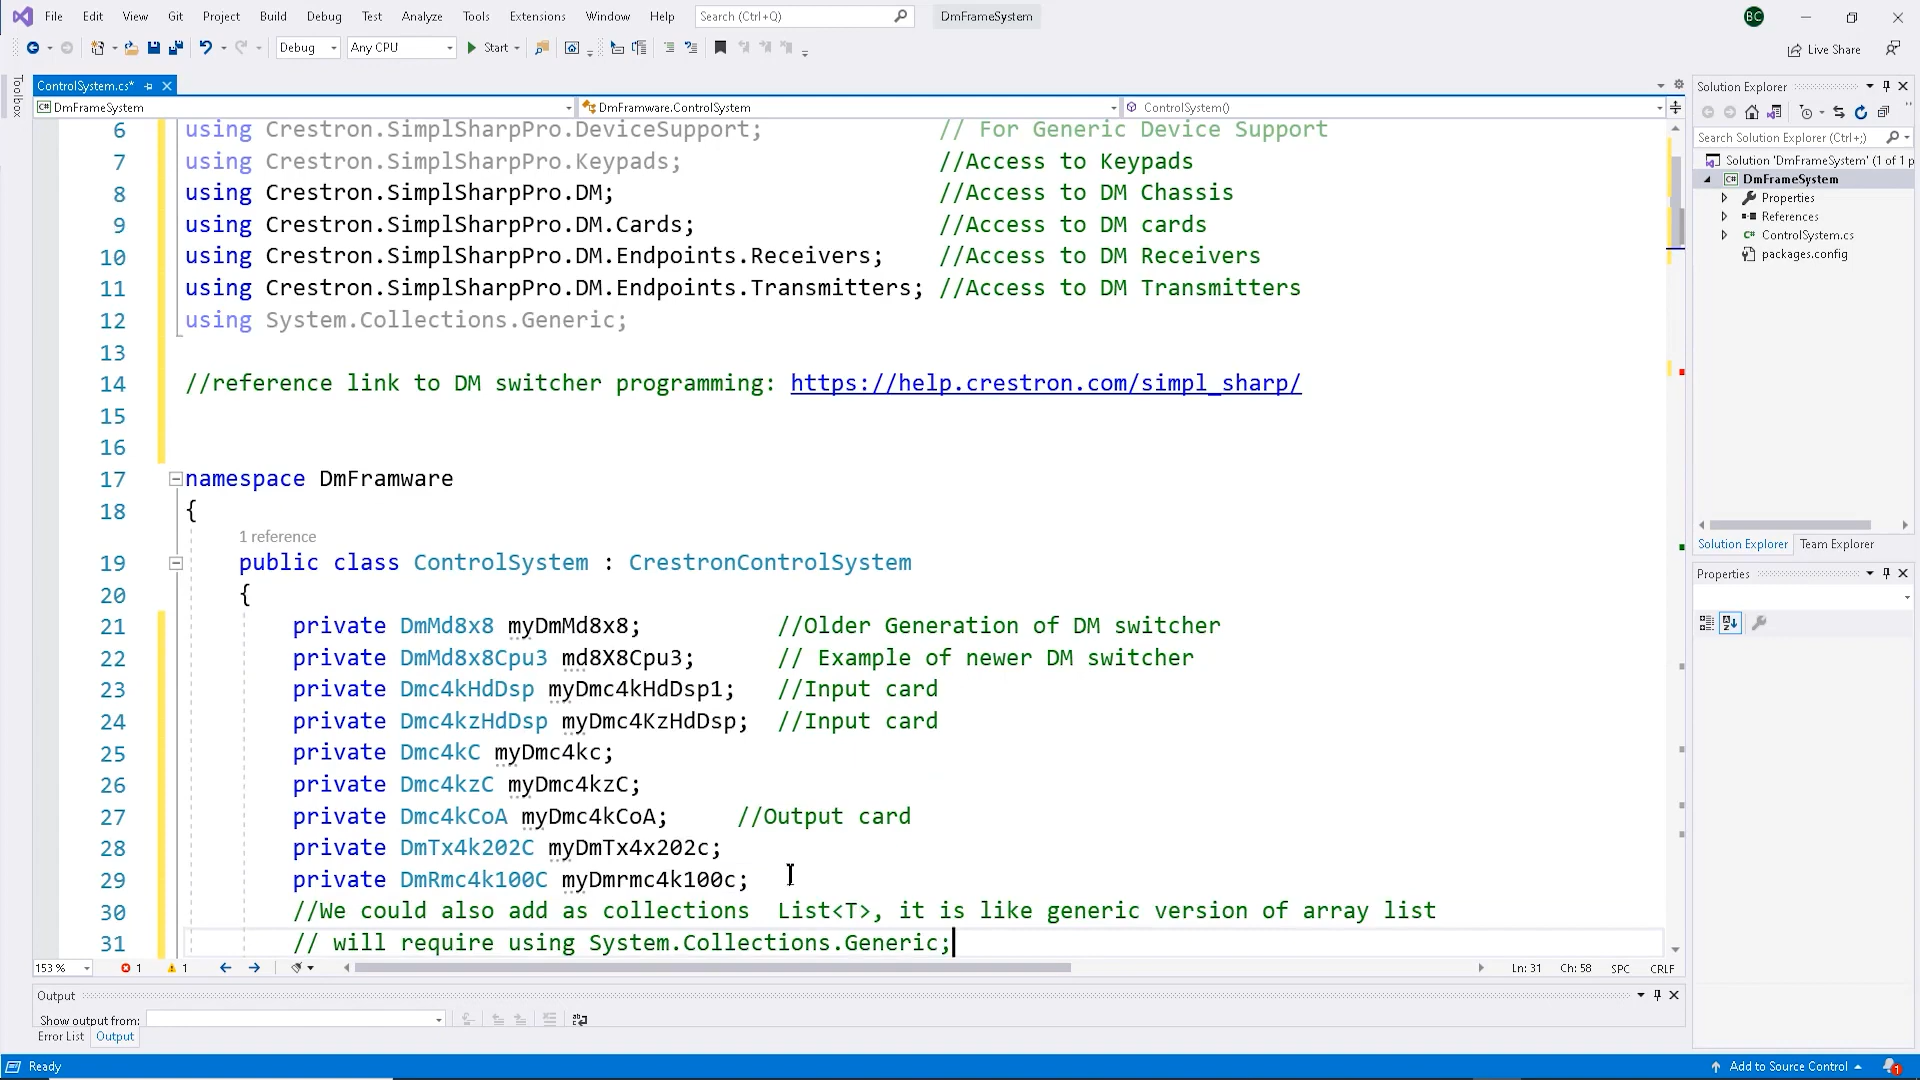 File Edit View Git Project Build Debug Test Analyze Tools Extensions Window Help Search (Ctrl+Q) DmFrameSystem BC
Debug Any CPU Start Live Share
Toolbox
ControlSystem.cs*
DmFrameSystem DmFramware.ControlSystem ControlSystem()
6 using Crestron.SimplSharpPro.DeviceSupport; // For Generic Device Support
7 using Crestron.SimplSharpPro.Keypads; //Access to Keypads
8 using Crestron.SimplSharpPro.DM; //Access to DM Chassis
9 using Crestron.SimplSharpPro.DM.Cards; //Access to DM cards
10 using Crestron.SimplSharpPro.DM.Endpoints.Receivers; //Access to DM Receivers
11 using Crestron.SimplSharpPro.DM.Endpoints.Transmitters; //Access to DM Transmitters
12 using System.Collections.Generic;
13
14 //reference link to DM switcher programming: https://help.crestron.com/simpl_sharp/
15
16
17 namespace DmFramware
18 {
1 reference
19 public class ControlSystem : CrestronControlSystem
20 {
21 private DmMd8x8 myDmMd8x8; //Older Generation of DM switcher
22 private DmMd8x8Cpu3 md8X8Cpu3; // Example of newer DM switcher
23 private Dmc4kHdDsp myDmc4kHdDsp1; //Input card
24 private Dmc4kzHdDsp myDmc4KzHdDsp; //Input card
25 private Dmc4kC myDmc4kc;
26 private Dmc4kzC myDmc4kzC;
27 private Dmc4kCoA myDmc4kCoA; //Output card
28 private DmTx4k202C myDmTx4x202c;
29 private DmRmc4k100C myDmrmc4k100c;
30 //We could also add as collections List<T>, it is like generic version of array list
31 // will require using System.Collections.Generic;
153 % 1 1 Ln: 31 Ch: 58 SPC CRLF
Output
Show output from:
Error List Output
Ready Add to Source Control 1
Solution Explorer
Search Solution Explorer (Ctrl+;)
Solution 'DmFrameSystem' (1 of 1 p
C# DmFrameSystem
Properties
References
C# ControlSystem.cs
packages.config
Solution Explorer Team Explorer
Properties